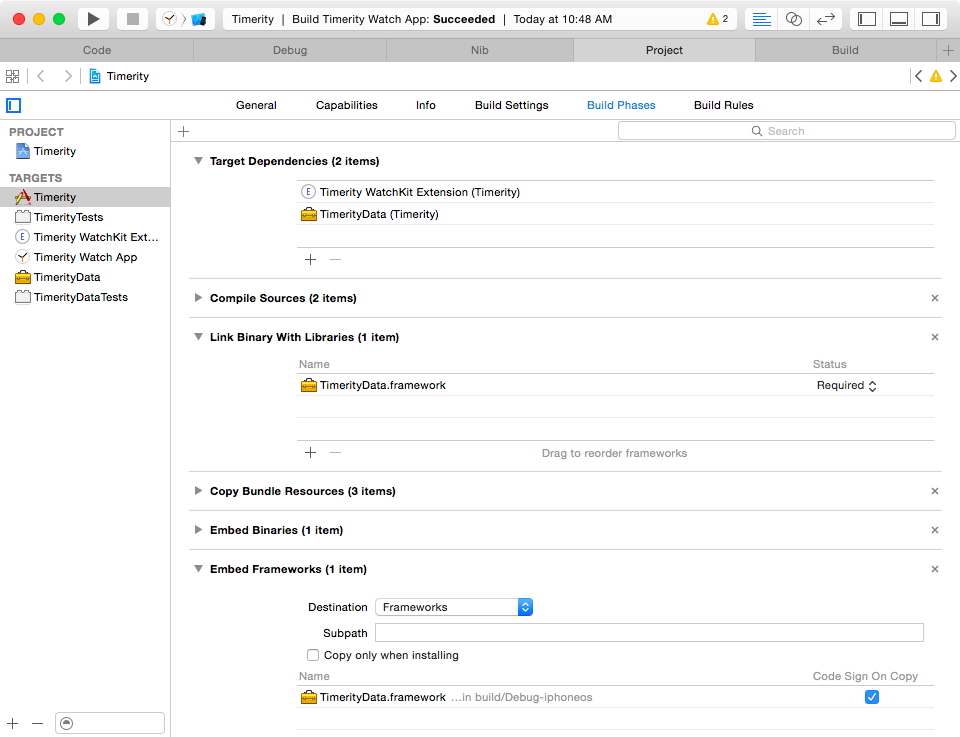 Timerity | Build Timerity Watch App: Succeeded | Today at 10:48 AM 2
Code Debug Nib Project Build
Timerity
General Capabilities Info Build Settings Build Phases Build Rules
PROJECT
Timerity
TARGETS
Timerity
TimerityTests
E Timerity WatchKit Ext...
Timerity Watch App
TimerityData
TimerityDataTests
Search
Target Dependencies (2 items)
E Timerity WatchKit Extension (Timerity)
TimerityData (Timerity)
Compile Sources (2 items)
Link Binary With Libraries (1 item)
Name Status
TimerityData.framework Required
Drag to reorder frameworks
Copy Bundle Resources (3 items)
Embed Binaries (1 item)
Embed Frameworks (1 item)
Destination Frameworks
Subpath
Copy only when installing
Name Code Sign On Copy
TimerityData.framework ...in build/Debug-iphoneos